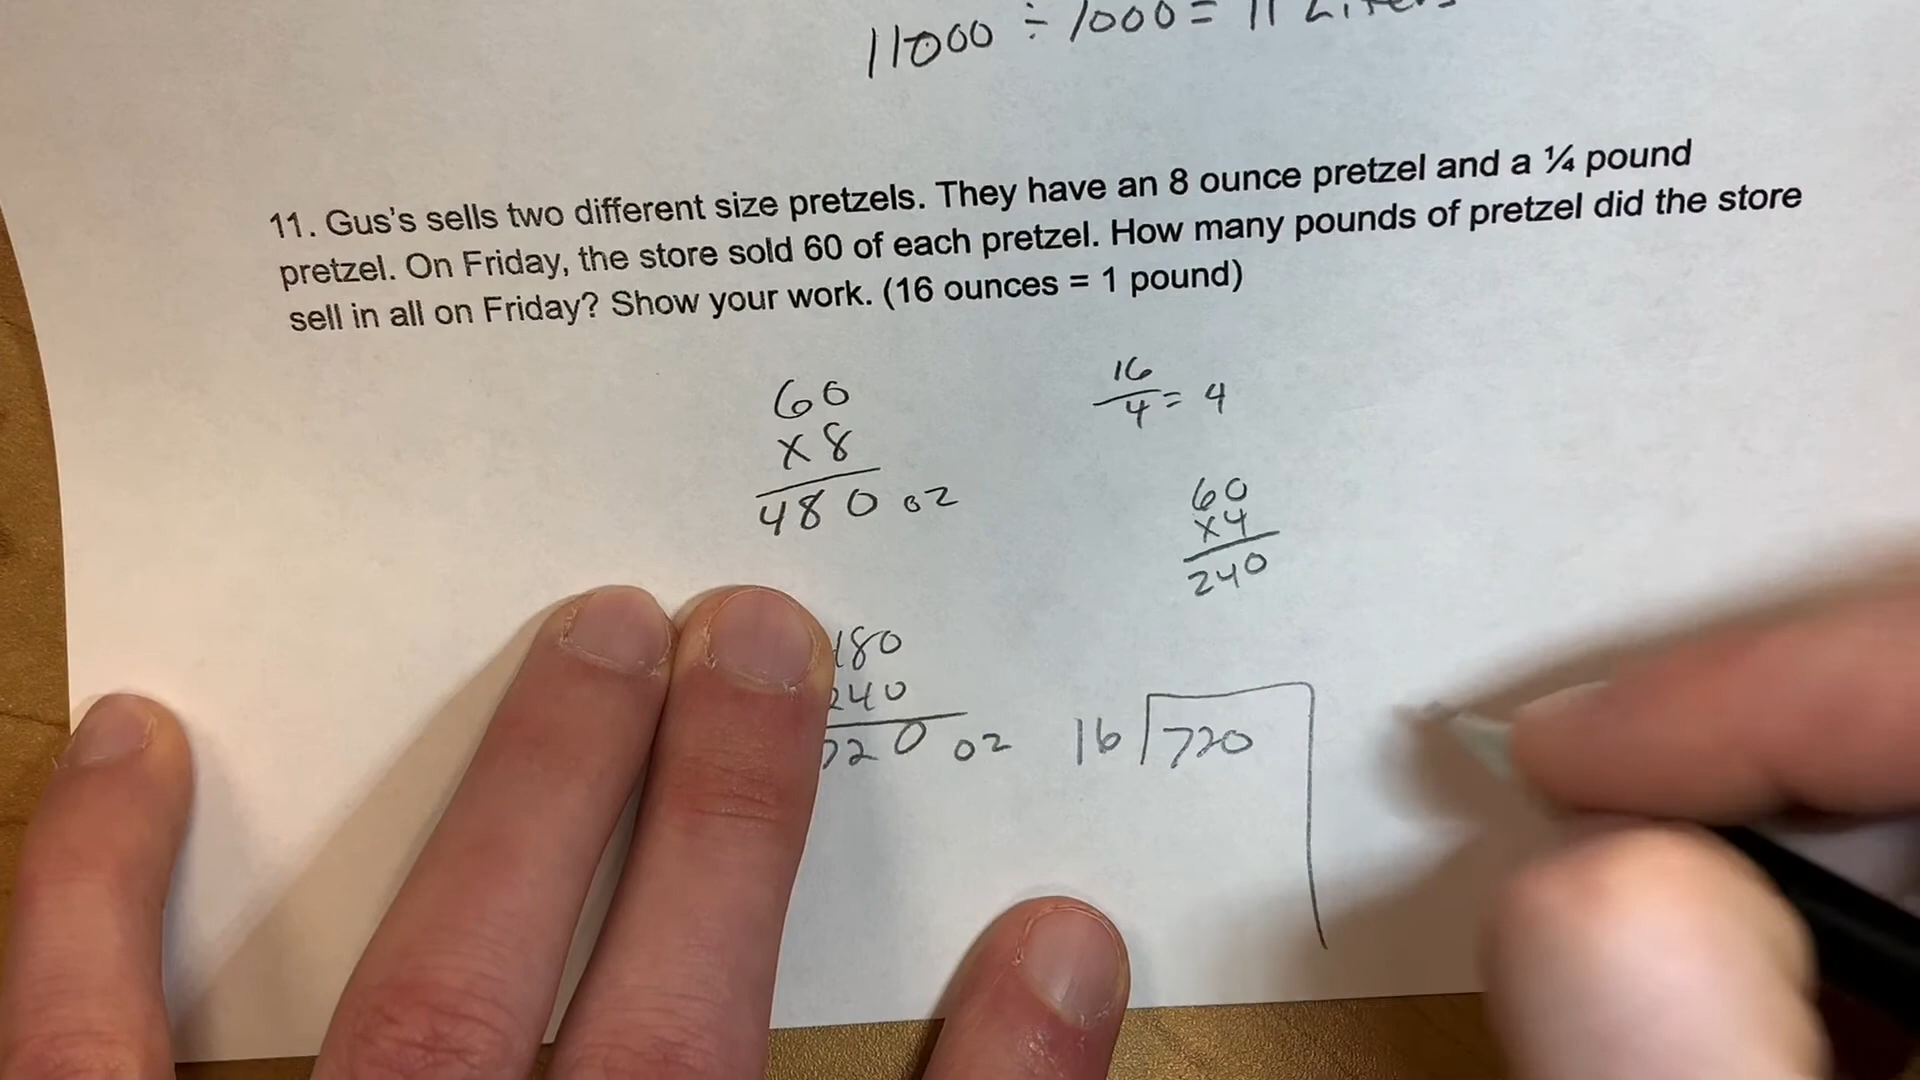 11000 ÷ 1000 = 11 Liters
11. Gus's sells two different size pretzels. They have an 8 ounce pretzel and a ¼ pound
pretzel. On Friday, the store sold 60 of each pretzel. How many pounds of pretzel did the store
sell in all on Friday? Show your work. (16 ounces = 1 pound)
60
x 8
480 oz
16
4 = 4
60
x4
240
480
240
720 oz
16 720